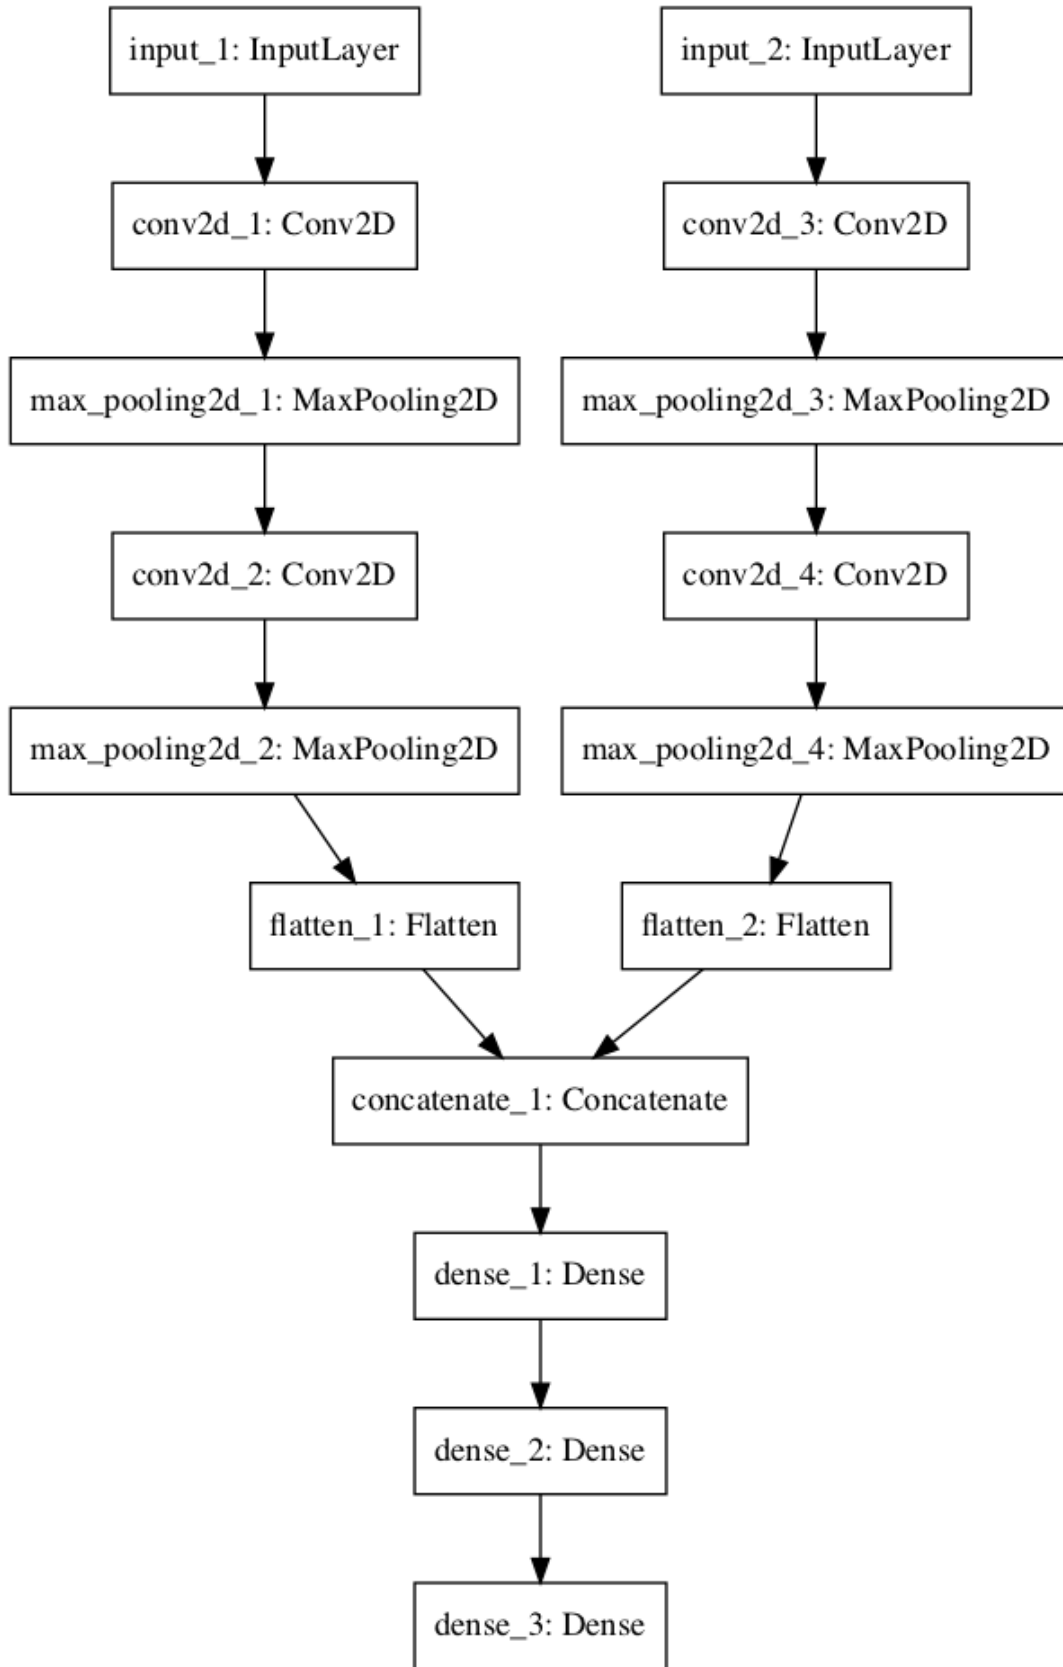 input_1: InputLayer
input_2: InputLayer
conv2d_1: Conv2D
conv2d_3: Conv2D
max_pooling2d_1: MaxPooling2D
max_pooling2d_3: MaxPooling2D
conv2d_2: Conv2D
conv2d_4: Conv2D
max_pooling2d_2: MaxPooling2D
max_pooling2d_4: MaxPooling2D
flatten_1: Flatten
flatten_2: Flatten
concatenate_1: Concatenate
dense_1: Dense
dense_2: Dense
dense_3: Dense